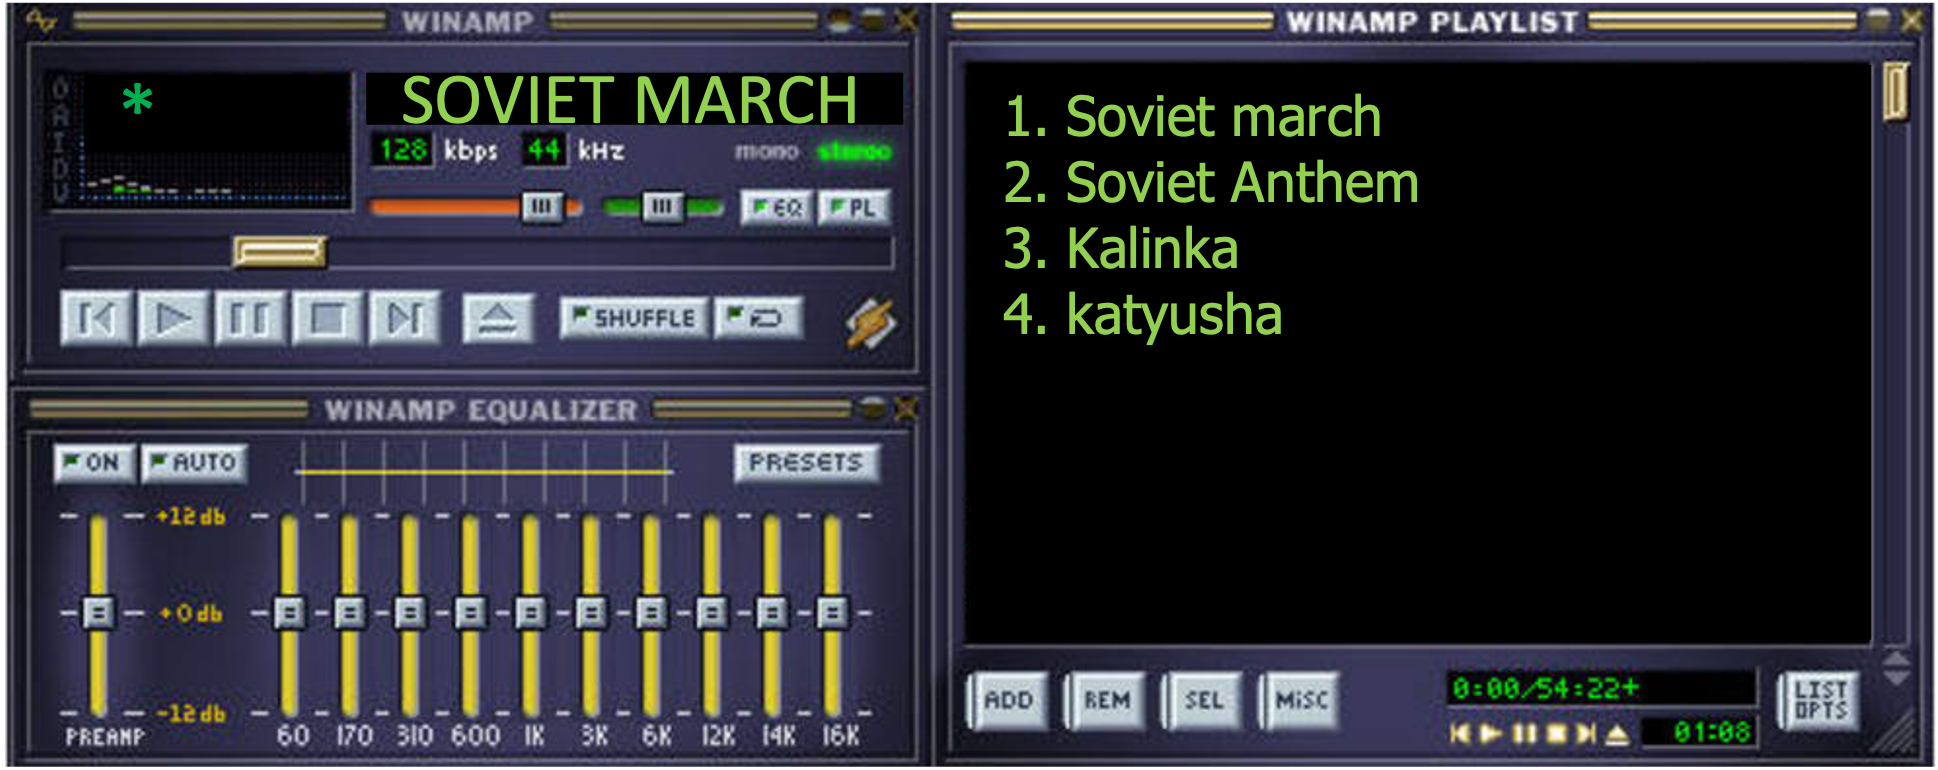 WINAMP
*
SOVIET MARCH
OAIDU
128 kbps 44 kHz mono stereo
EQ PL
SHUFFLE
WINAMP EQUALIZER
ON AUTO PRESETS
+12 db
+0 db
-12 db
PREAMP 60 170 310 600 1K 3K 6K 12K 14K 16K
WINAMP PLAYLIST
1. Soviet march
2. Soviet Anthem
3. Kalinka
4. katyusha
ADD REM SEL MISC
0:00/54:22+
01:08
LIST
OPTS